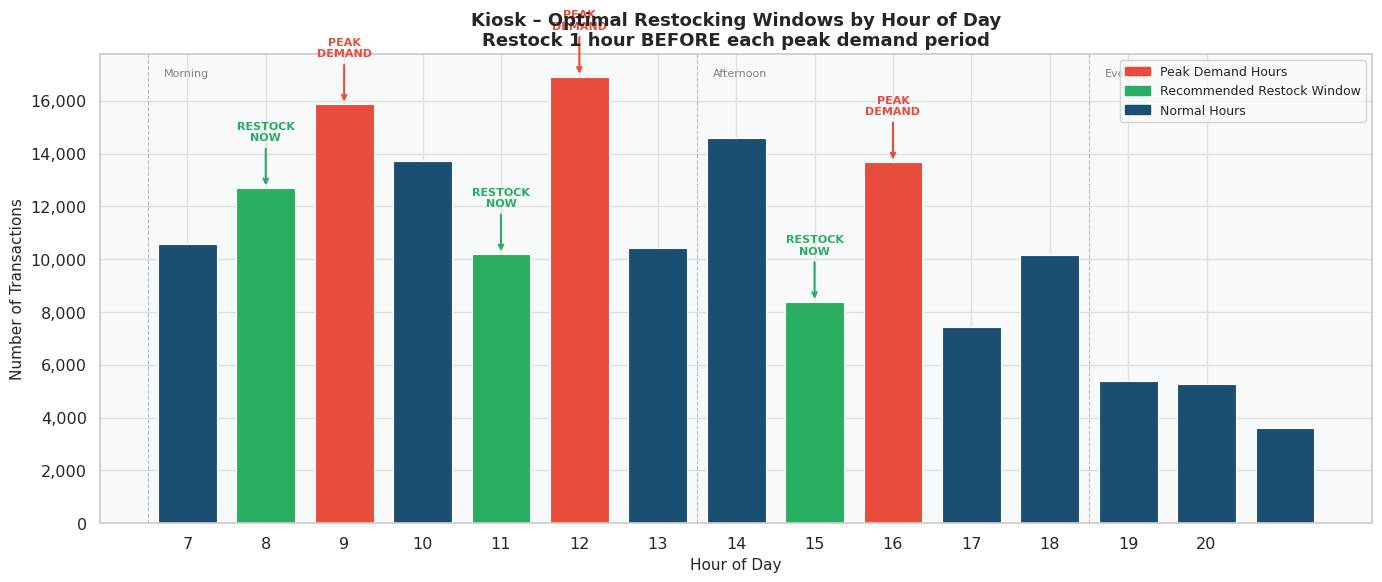 Kiosk – Optimal Restocking Windows by Hour of Day
Restock 1 hour BEFORE each peak demand period
PEAK
DEMAND
PEAK
DEMAND
PEAK
DEMAND
RESTOCK
NOW
RESTOCK
NOW
RESTOCK
NOW
Morning
Afternoon
Peak Demand Hours
Recommended Restock Window
Normal Hours
Number of Transactions
16,000
14,000
12,000
10,000
8,000
6,000
4,000
2,000
0
7 8 9 10 11 12 13 14 15 16 17 18 19 20
Hour of Day